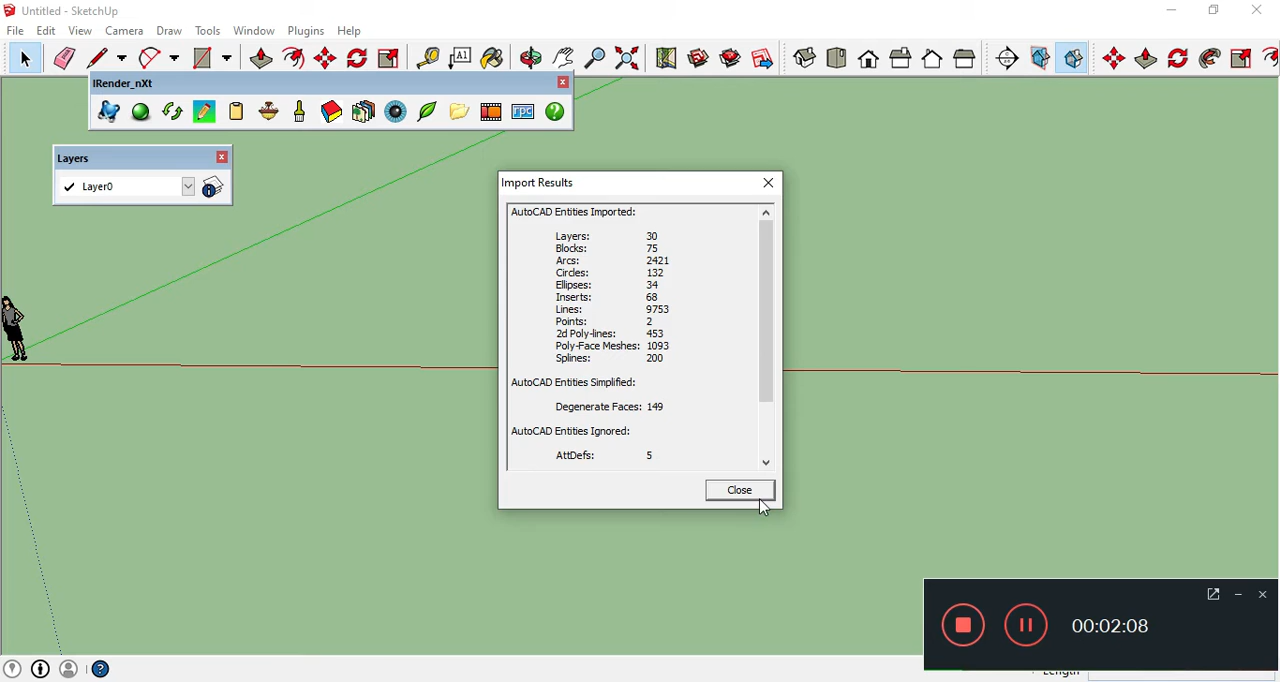 Untitled - SketchUp
File Edit View Camera Draw Tools Window Plugins Help
A1
IRender_nXt
rpc
Layers
Layer0
Import Results
AutoCAD Entities Imported:
Layers: 30
Blocks: 75
Arcs: 2421
Circles: 132
Ellipses: 34
Inserts: 68
Lines: 9753
Points: 2
2d Poly-lines: 453
Poly-Face Meshes: 1093
Splines: 200
AutoCAD Entities Simplified:
Degenerate Faces: 149
AutoCAD Entities Ignored:
AttDefs: 5
Close
00:02:08
Length